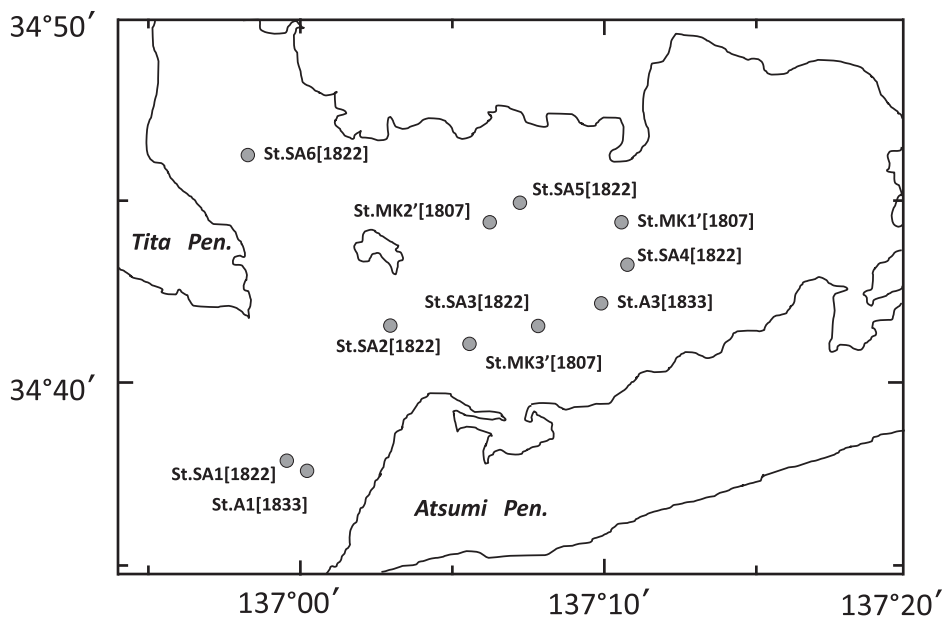 34°50′
St.SA6[1822]
St.SA5[1822]
St.MK2’[1807]
St.MK1’[1807]
Tita Pen.
St.SA4[1822]
St.SA3[1822]
St.A3[1833]
St.SA2[1822]
St.MK3’[1807]
34°40′
St.SA1[1822]
St.A1[1833]
Atsumi Pen.
137°00′
137°10′
137°20′